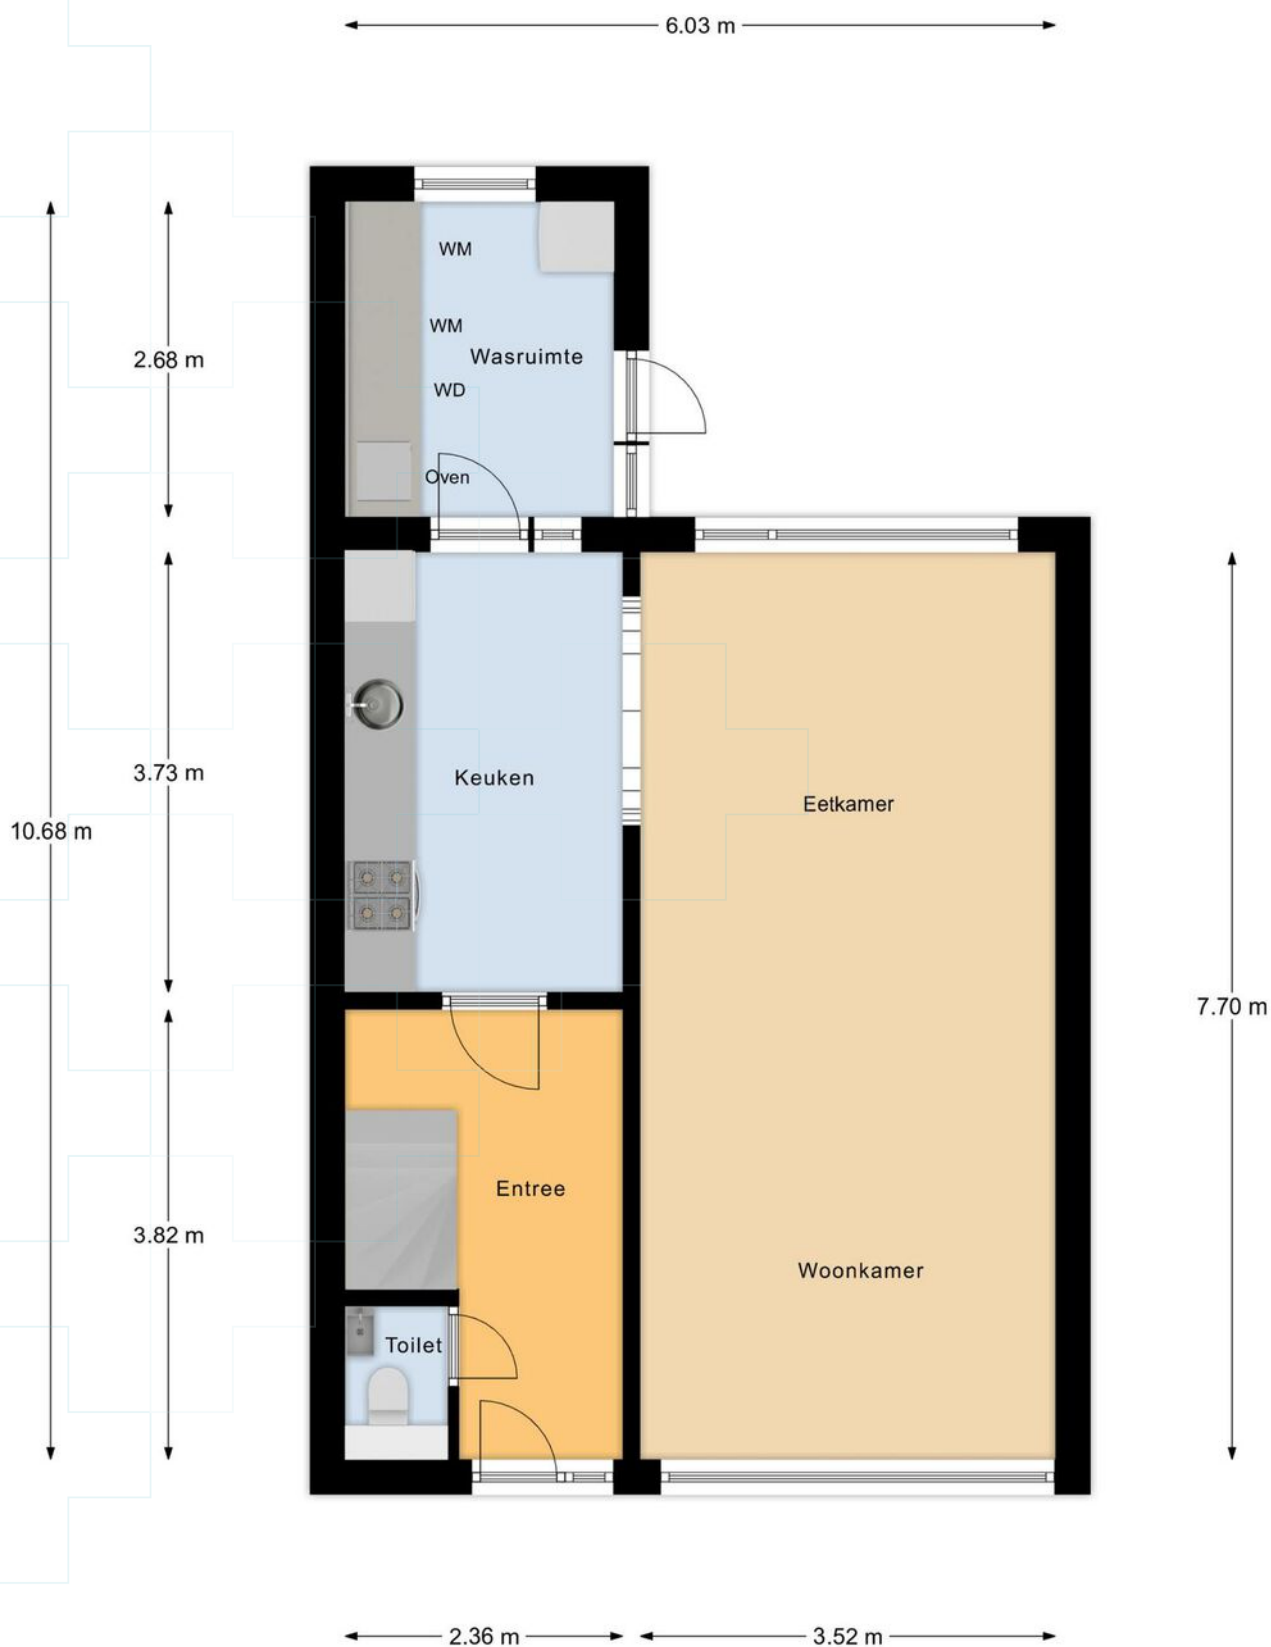 6.03 m
WM
WM
2.68 m
Wasruimte
WD
Oven
3.73 m
Keuken
Eetkamer
10.68 m
7.70 m
Entree
3.82 m
Woonkamer
Toilet
2.36 m
3.52 m